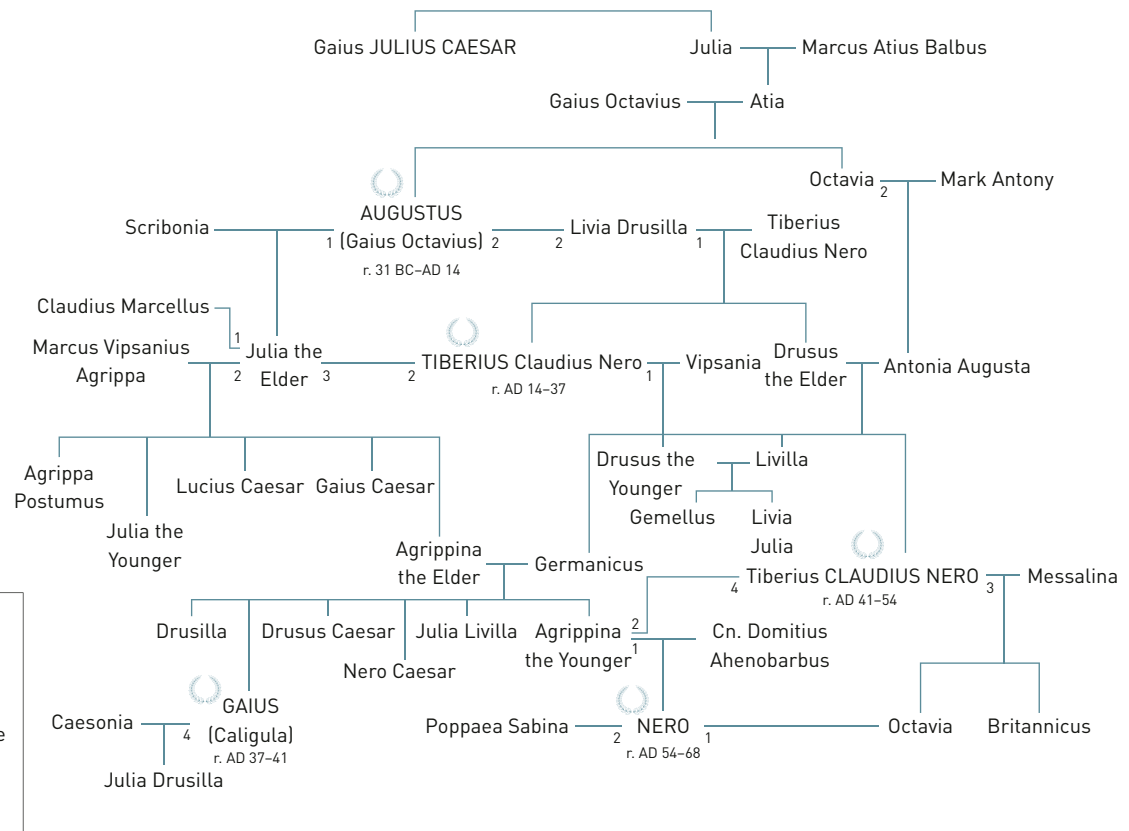 Gaius JULIUS CAESAR
Julia
Marcus Atius Balbus
Gaius Octavius
Atia
Octavia
2
Mark Antony
Scribonia
1
AUGUSTUS
(Gaius Octavius)
r. 31 BC–AD 14
2
2
Livia Drusilla
1
Tiberius
Claudius Nero
Claudius Marcellus
1
Marcus Vipsanius
Agrippa
2
Julia the
Elder
3
2
TIBERIUS Claudius Nero
r. AD 14–37
1
Vipsania
Drusus
the Elder
Antonia Augusta
Agrippa
Postumus
Julia the
Younger
Lucius Caesar
Gaius Caesar
Drusus the
Younger
Livilla
Gemellus
Livia
Julia
Agrippina
the Elder
Germanicus
4
Tiberius CLAUDIUS NERO
r. AD 41–54
3
Messalina
Drusilla
Drusus Caesar
Nero Caesar
Julia Livilla
Agrippina
the Younger
2
1
Cn. Domitius
Ahenobarbus
Caesonia
4
GAIUS
(Caligula)
r. AD 37–41
Poppaea Sabina
2
NERO
r. AD 54–68
1
Octavia
Britannicus
Julia Drusilla
e